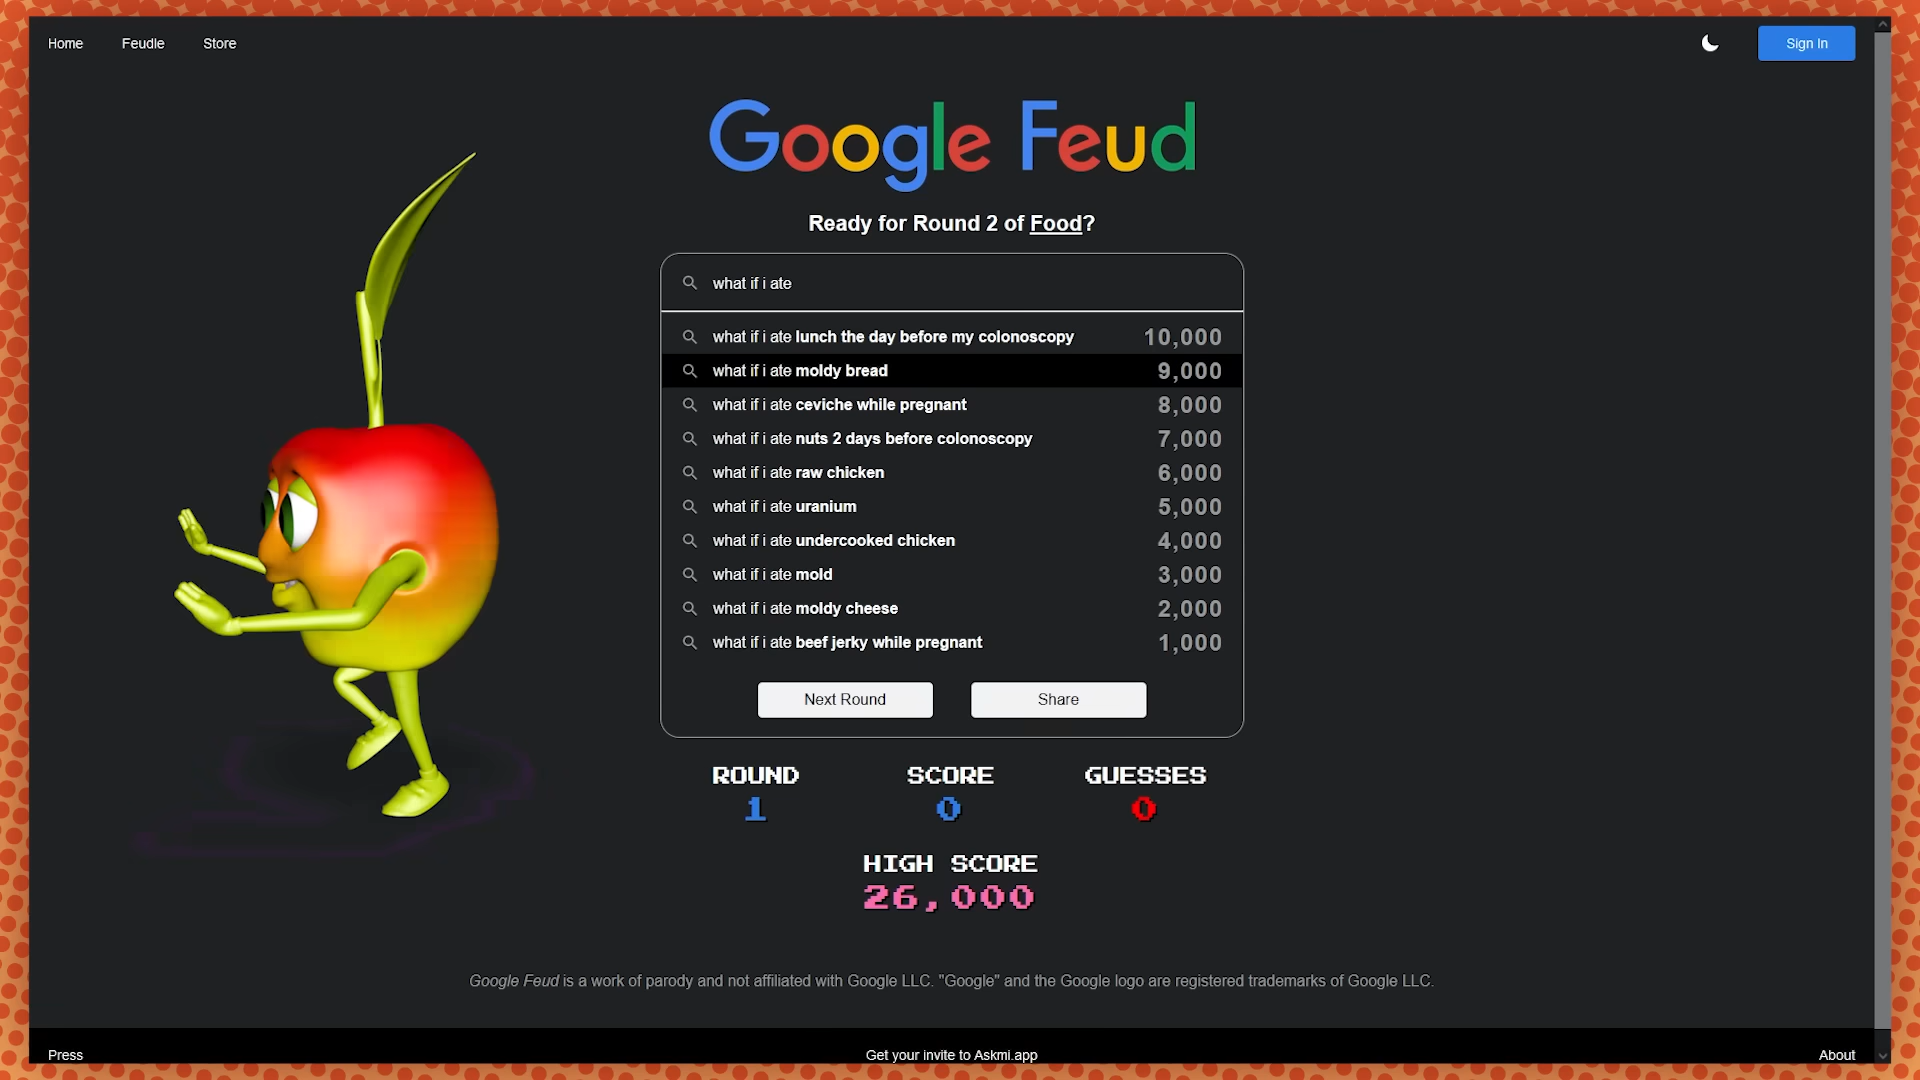 Home
Feudle
Store
Sign In
Google Feud
Ready for Round 2 of Food?
what if i ate
what if i ate lunch the day before my colonoscopy 10,000
what if i ate moldy bread 9,000
what if i ate ceviche while pregnant 8,000
what if i ate nuts 2 days before colonoscopy 7,000
what if i ate raw chicken 6,000
what if i ate uranium 5,000
what if i ate undercooked chicken 4,000
what if i ate mold 3,000
what if i ate moldy cheese 2,000
what if i ate beef jerky while pregnant 1,000
Next Round
Share
ROUND
1
SCORE
0
GUESSES
0
HIGH SCORE
26,000
Google Feud is a work of parody and not affiliated with Google LLC. "Google" and the Google logo are registered trademarks of Google LLC.
Press
Get your invite to Askmi.app
About